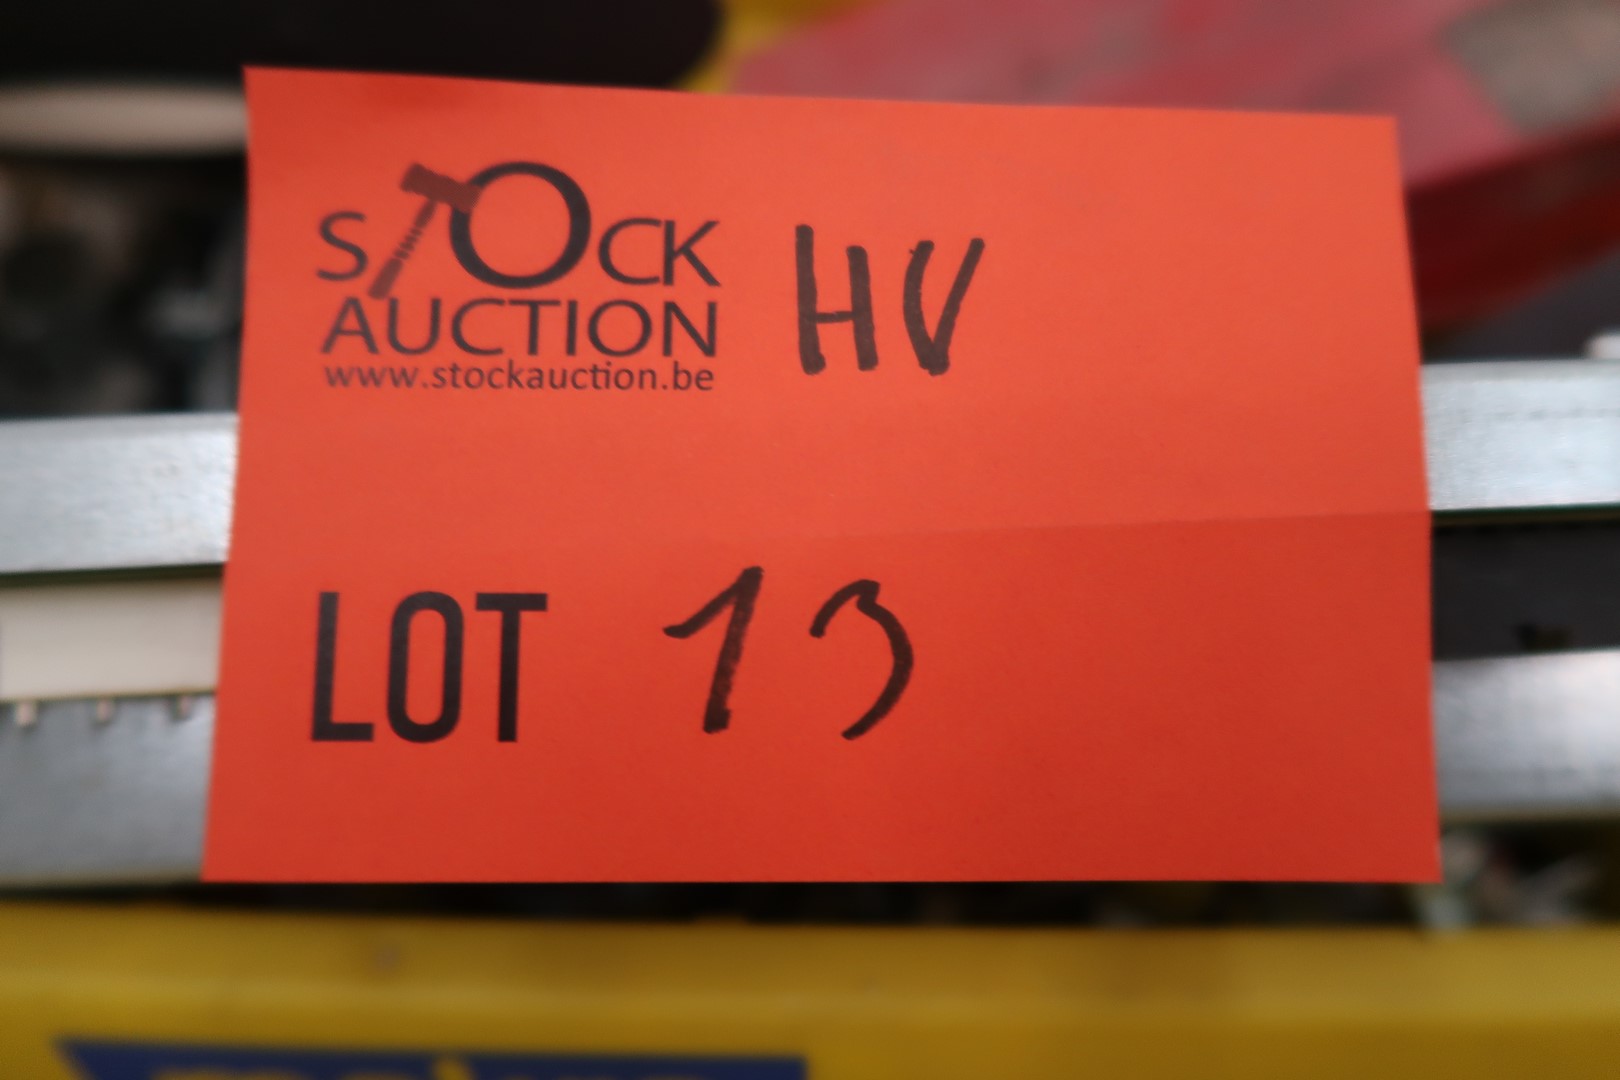 STOCK HV
AUCTION
www.stockauction.be
LOT 13